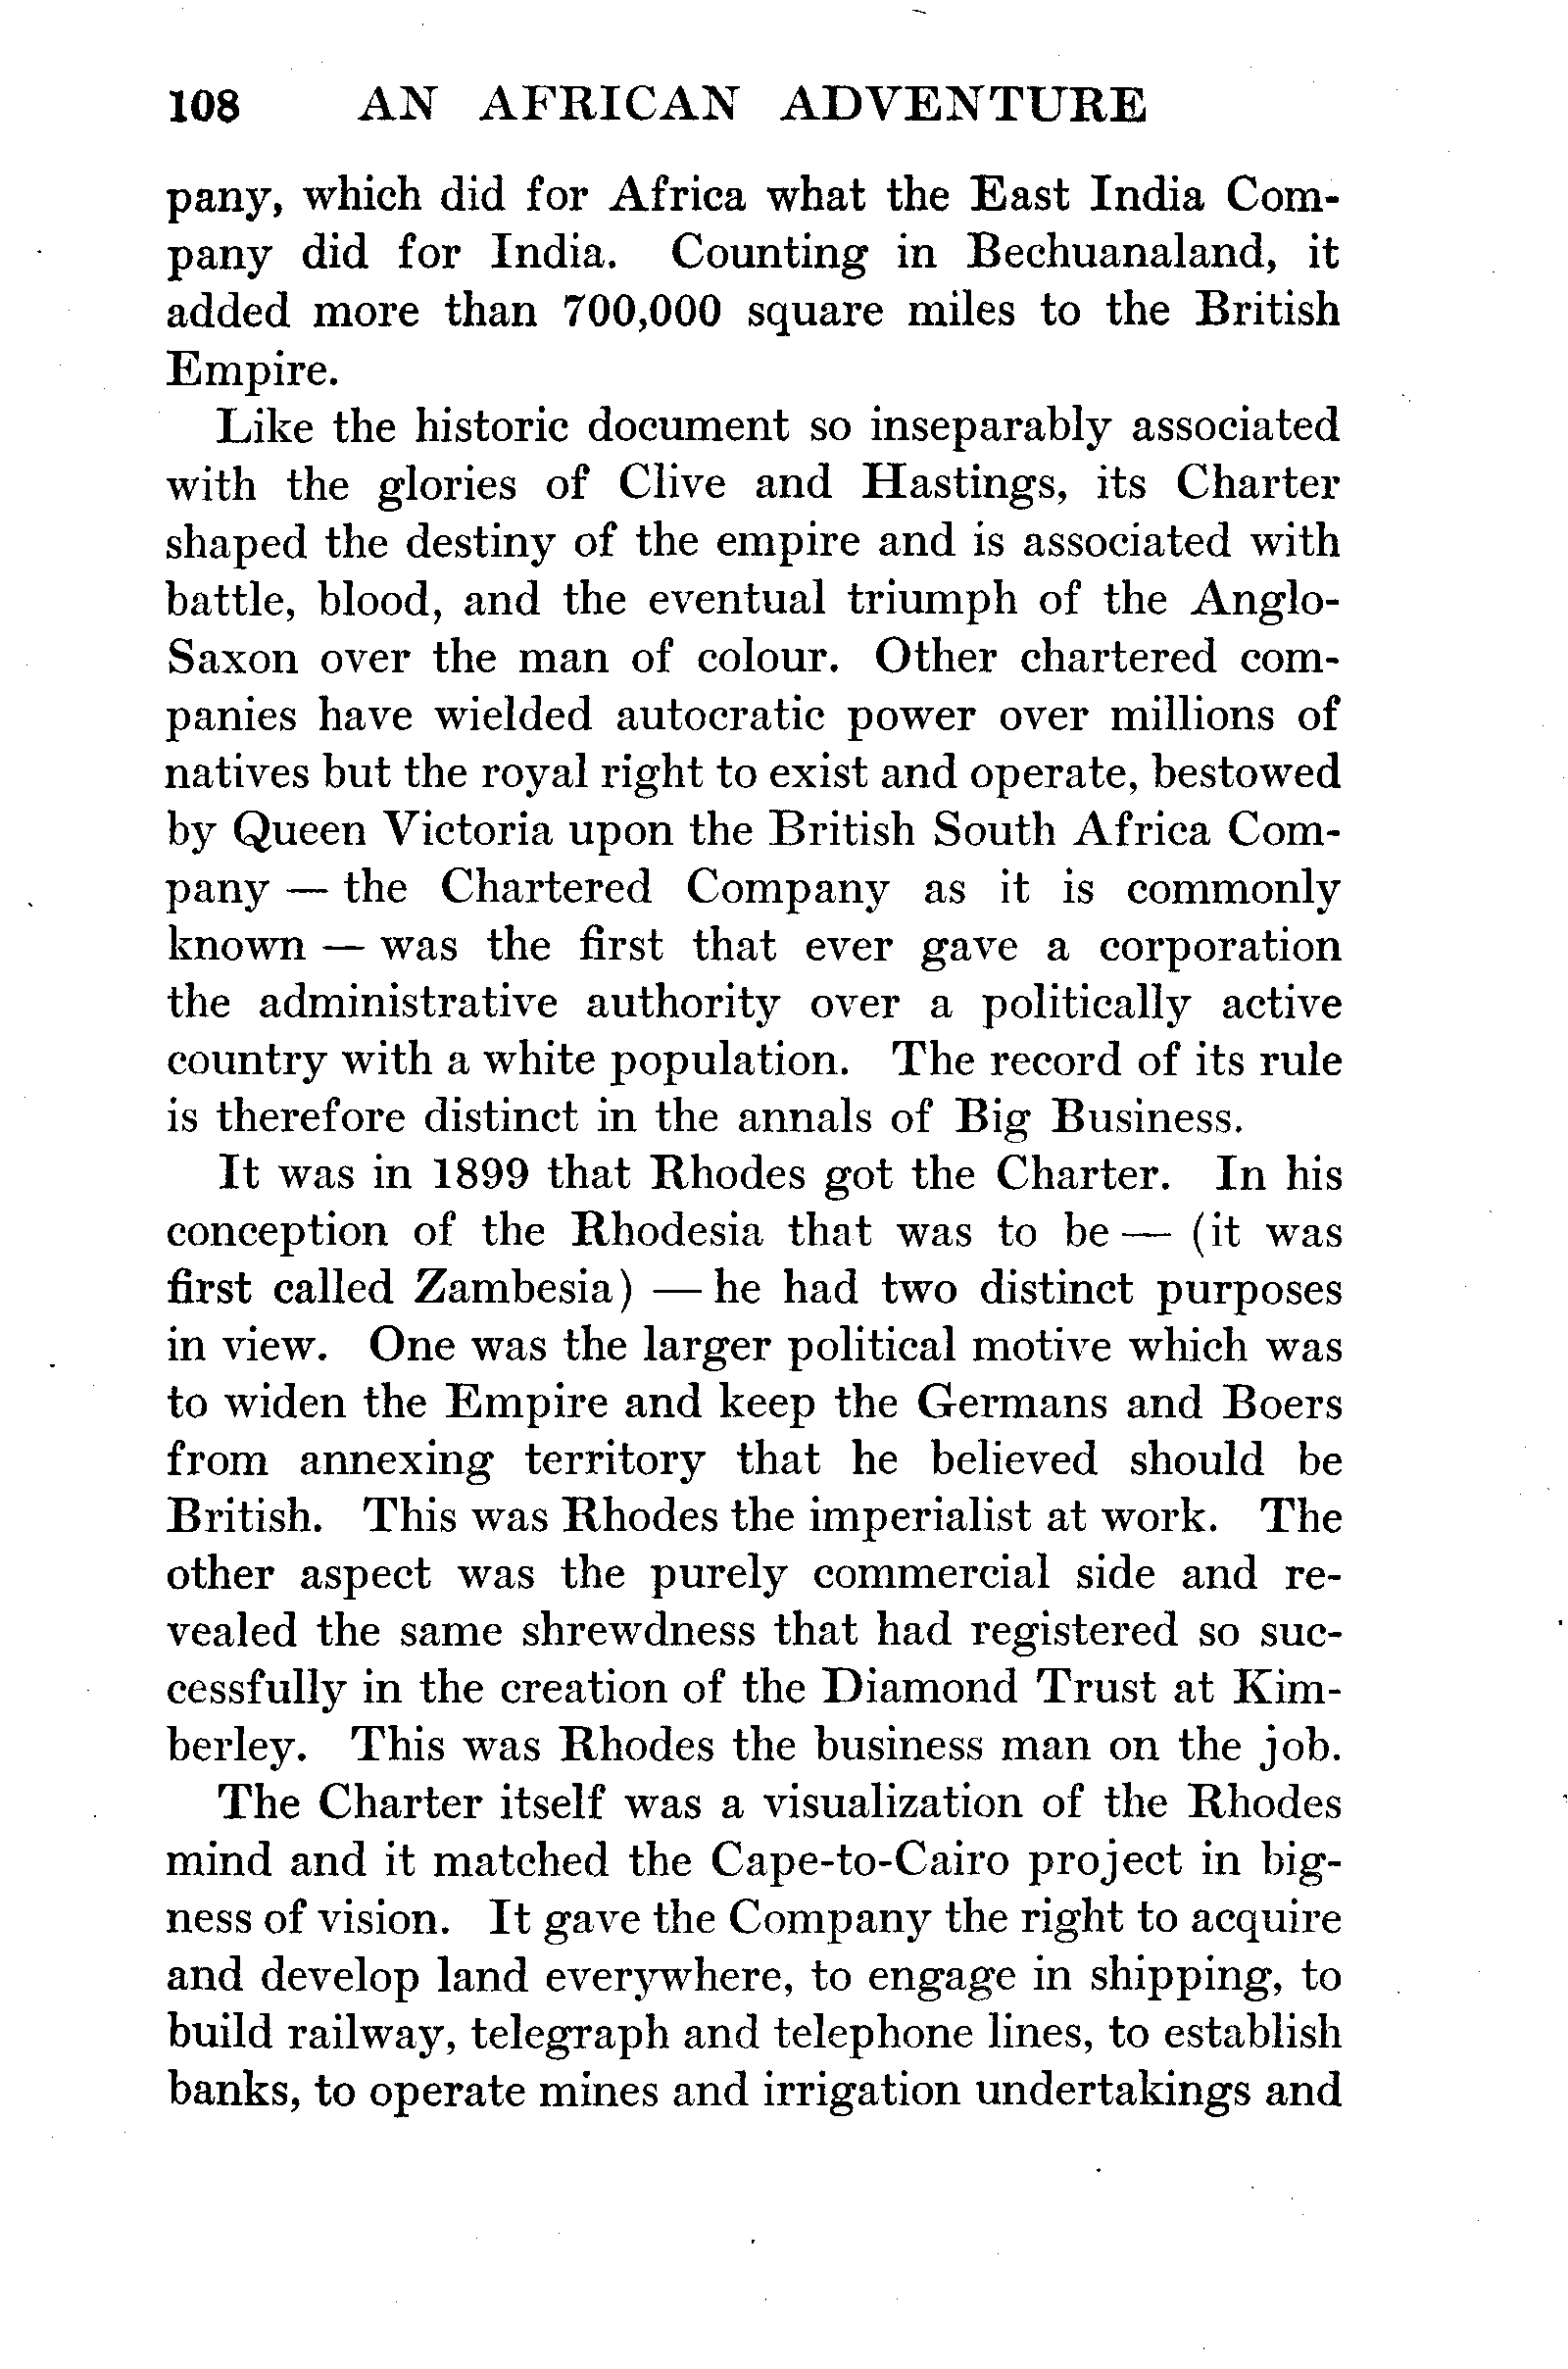 108 AN AFRICAN ADVENTURE
pany, which did for Africa what the East India Com-
pany did for India. Counting in Bechuanaland, it
added more than 700,000 square miles to the British
Empire.
Like the historic document so inseparably associated
with the glories of Clive and Hastings, its Charter
shaped the destiny of the empire and is associated with
battle, blood, and the eventual triumph of the Anglo-
Saxon over the man of colour. Other chartered com-
panies have wielded autocratic power over millions of
natives but the royal right to exist and operate, bestowed
by Queen Victoria upon the British South Africa Com-
pany — the Chartered Company as it is commonly
known — was the first that ever gave a corporation
the administrative authority over a politically active
country with a white population. The record of its rule
is therefore distinct in the annals of Big Business.
It was in 1899 that Rhodes got the Charter. In his
conception of the Rhodesia that was to be — (it was
first called Zambesia) — he had two distinct purposes
in view. One was the larger political motive which was
to widen the Empire and keep the Germans and Boers
from annexing territory that he believed should be
British. This was Rhodes the imperialist at work. The
other aspect was the purely commercial side and re-
vealed the same shrewdness that had registered so suc-
cessfully in the creation of the Diamond Trust at Kim-
berley. This was Rhodes the business man on the job.
The Charter itself was a visualization of the Rhodes
mind and it matched the Cape-to-Cairo project in big-
ness of vision. It gave the Company the right to acquire
and develop land everywhere, to engage in shipping, to
build railway, telegraph and telephone lines, to establish
banks, to operate mines and irrigation undertakings and